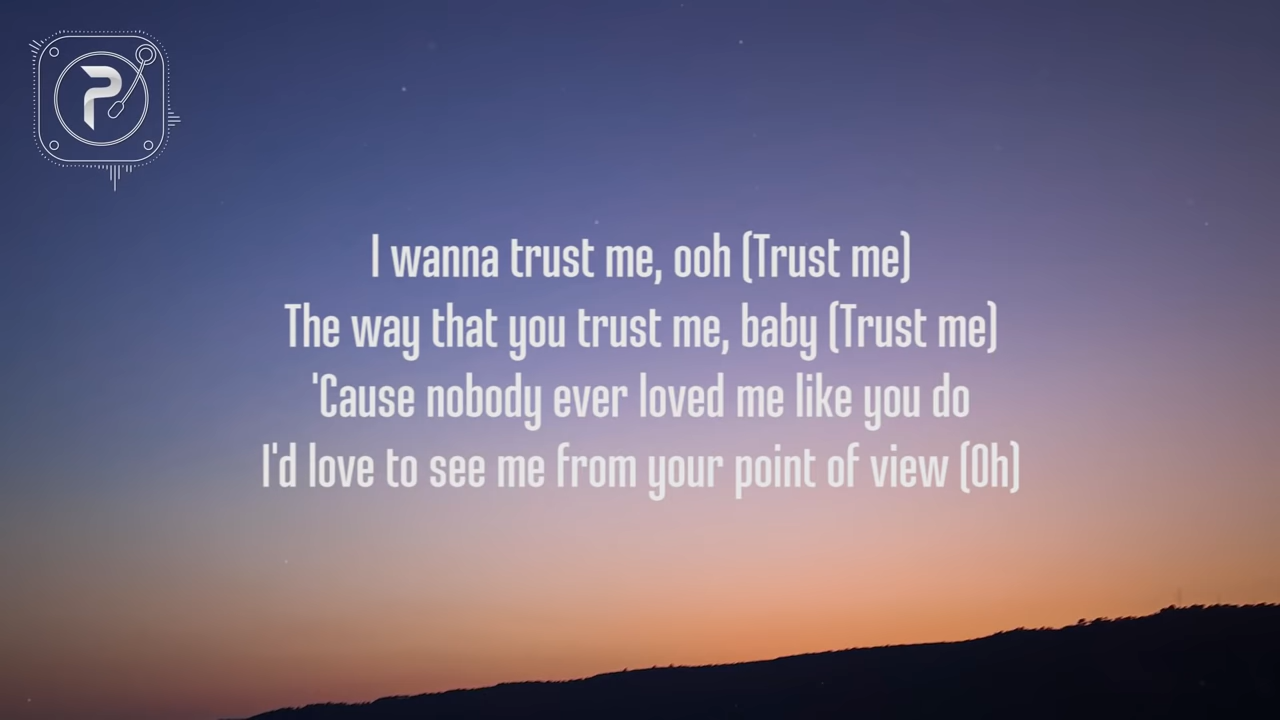 P
I wanna trust me, ooh (Trust me)
The way that you trust me, baby (Trust me)
'Cause nobody ever loved me like you do
I'd love to see me from your point of view (Oh)